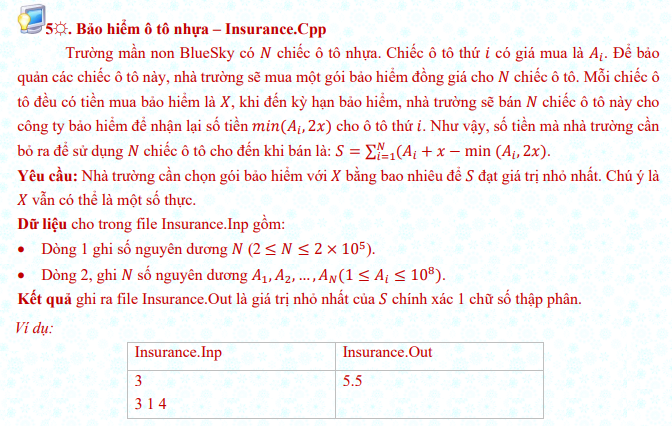 5☼. Bảo hiểm ô tô nhựa – Insurance.Cpp
Trường mần non BlueSky có N chiếc ô tô nhựa. Chiếc ô tô thứ i có giá mua là Aᵢ. Để bảo
quản các chiếc ô tô này, nhà trường sẽ mua một gói bảo hiểm đồng giá cho N chiếc ô tô. Mỗi chiếc ô
tô đều có tiền mua bảo hiểm là X, khi đến kỳ hạn bảo hiểm, nhà trường sẽ bán N chiếc ô tô này cho
công ty bảo hiểm để nhận lại số tiền min(Aᵢ, 2x) cho ô tô thứ i. Như vậy, số tiền mà nhà trường cần
bỏ ra để sử dụng N chiếc ô tô cho đến khi bán là: S = ∑ᵢ₌₁ᴺ(Aᵢ + x − min (Aᵢ, 2x).
Yêu cầu: Nhà trường cần chọn gói bảo hiểm với X bằng bao nhiêu để S đạt giá trị nhỏ nhất. Chú ý là
X vẫn có thể là một số thực.
Dữ liệu cho trong file Insurance.Inp gồm:
• Dòng 1 ghi số nguyên dương N (2 ≤ N ≤ 2 × 10⁵).
• Dòng 2, ghi N số nguyên dương A₁, A₂, …, A_N(1 ≤ Aᵢ ≤ 10⁸).
Kết quả ghi ra file Insurance.Out là giá trị nhỏ nhất của S chính xác 1 chữ số thập phân.
Ví dụ:
Insurance.Inp Insurance.Out
3 5.5
3 1 4